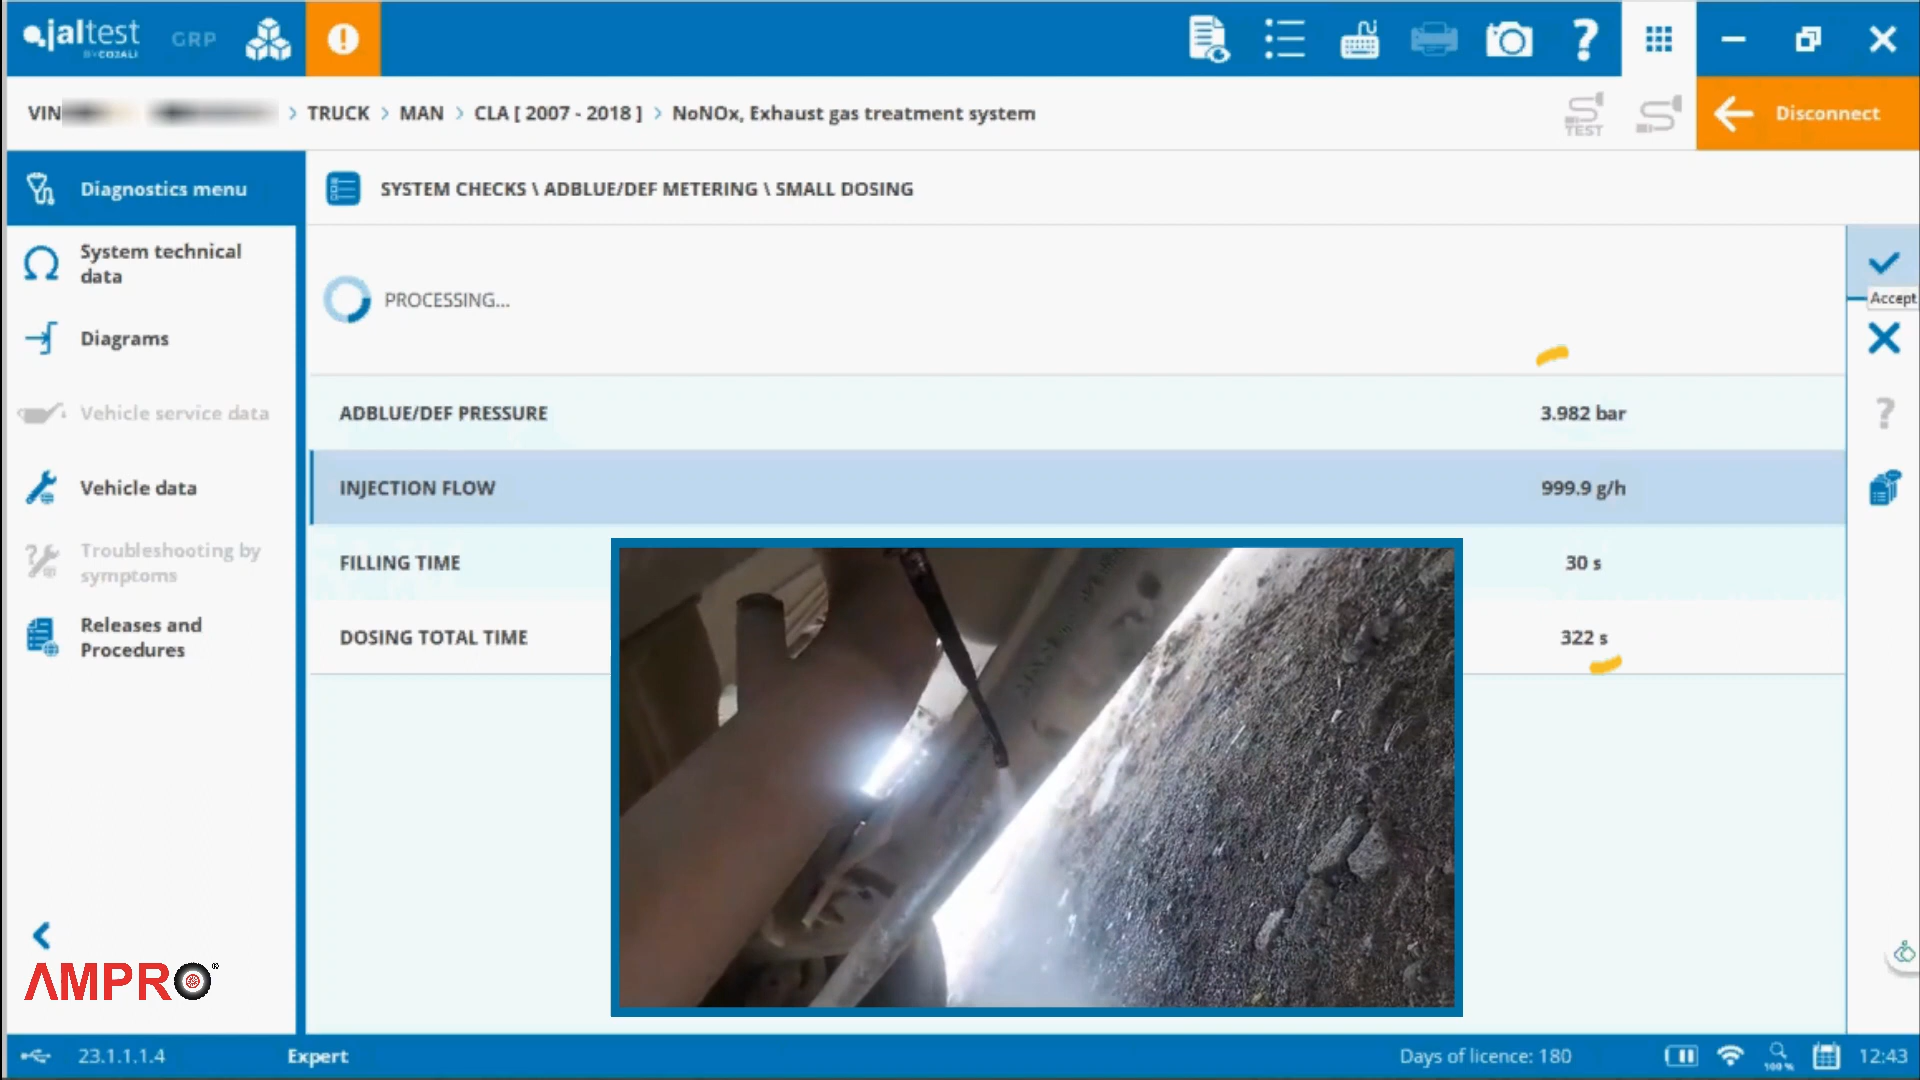 jaltest
BY COJALI
GRP
VIN
TRUCK > MAN > CLA [ 2007 - 2018 ] > NoNOx, Exhaust gas treatment system
TEST
Disconnect
Diagnostics menu
SYSTEM CHECKS \ ADBLUE/DEF METERING \ SMALL DOSING
System technical
data
Diagrams
Vehicle service data
Vehicle data
Troubleshooting by
symptoms
Releases and
Procedures
PROCESSING...
Accept
ADBLUE/DEF PRESSURE 3.982 bar
INJECTION FLOW 999.9 g/h
FILLING TIME 30 s
DOSING TOTAL TIME 322 s
AMPRO®
23.1.1.1.4
Expert
Days of licence: 180
100 %
12:43